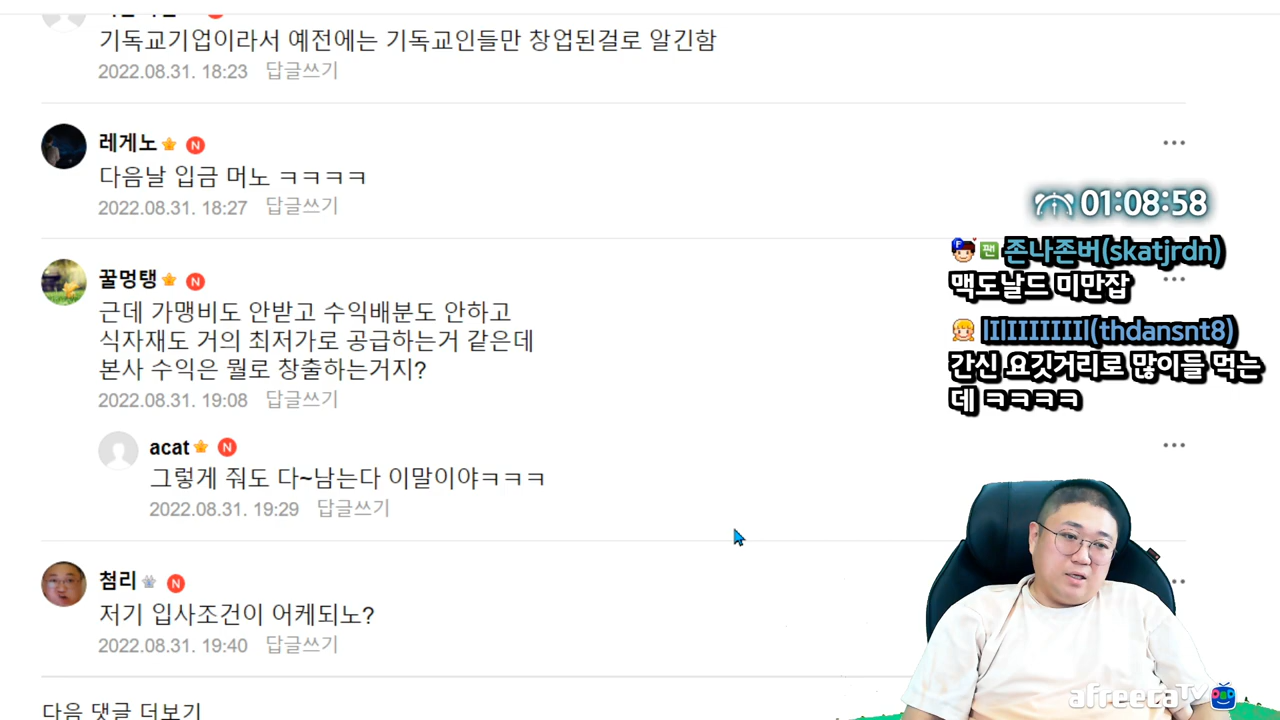 기독교기업이라서 예전에는 기독교인들만 창업된걸로 알긴함
2022.08.31. 18:23 답글쓰기
레게노 N
다음날 입금 머노 ㅋㅋㅋㅋ
2022.08.31. 18:27 답글쓰기
꿀멍탱 N
근데 가맹비도 안받고 수익배분도 안하고
식자재도 거의 최저가로 공급하는거 같은데
본사 수익은 뭘로 창출하는거지?
2022.08.31. 19:08 답글쓰기
acat N
그렇게 줘도 다~남는다 이말이야ㅋㅋㅋ
2022.08.31. 19:29 답글쓰기
첨리 N
저기 입사조건이 어케되노?
2022.08.31. 19:40 답글쓰기
다음 댓글 더보기
01:08:58
F 팬 존나존버(skatjrdn)
맥도날드 미만잡
lIlIIIIIIIl(thdansnt8)
간신 요깃거리로 많이들 먹는
데 ㅋㅋㅋㅋ
afreecaTV